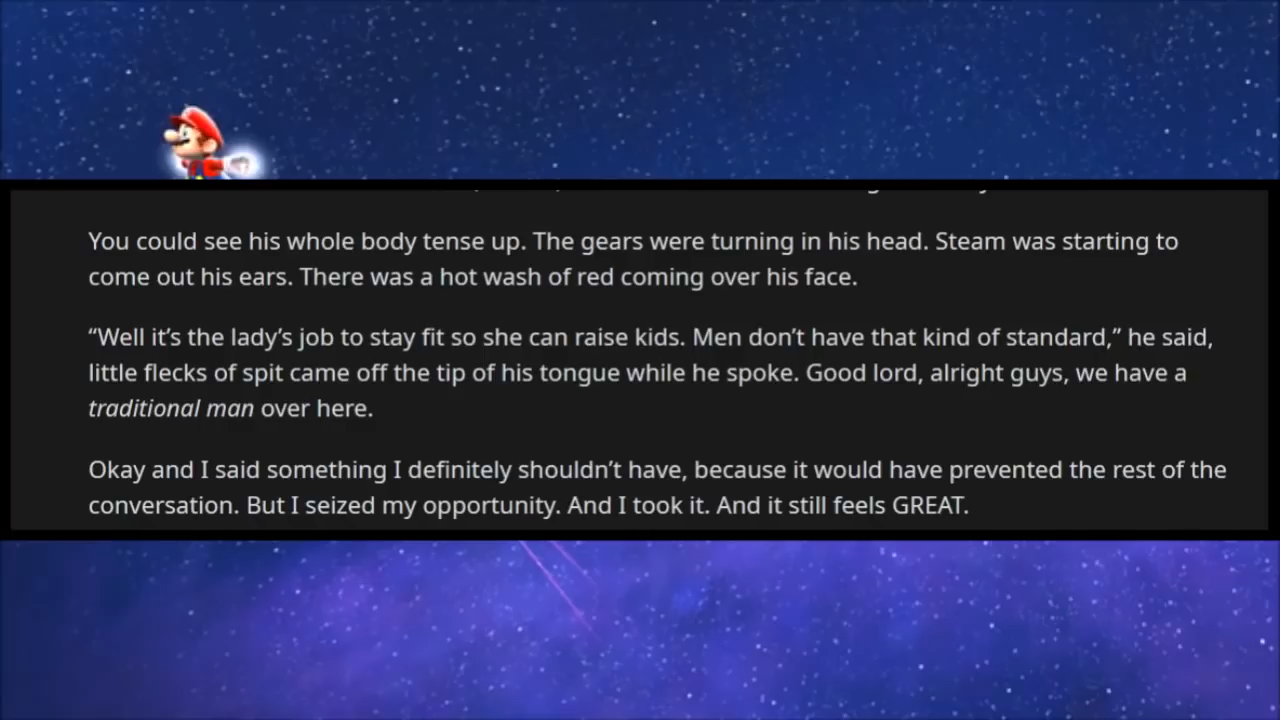 You could see his whole body tense up. The gears were turning in his head. Steam was starting to
come out his ears. There was a hot wash of red coming over his face.
“Well it’s the lady’s job to stay fit so she can raise kids. Men don’t have that kind of standard,” he said,
little flecks of spit came off the tip of his tongue while he spoke. Good lord, alright guys, we have a
traditional man over here.
Okay and I said something I definitely shouldn’t have, because it would have prevented the rest of the
conversation. But I seized my opportunity. And I took it. And it still feels GREAT.